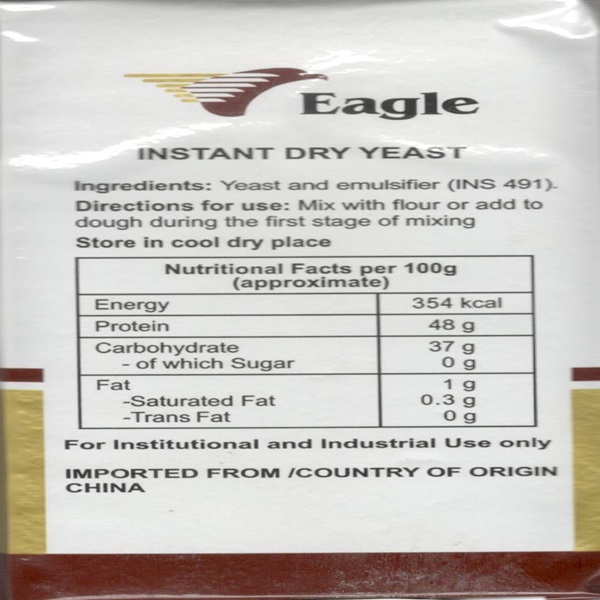 Eagle
INSTANT DRY YEAST
Ingredients: Yeast and emulsifier (INS 491).
Directions for use: Mix with flour or add to
dough during the first stage of mixing
Store in cool dry place
Nutritional Facts per 100g
(approximate)
Energy 354 kcal
Protein 48 g
Carbohydrate 37 g
- of which Sugar 0 g
Fat 1 g
-Saturated Fat 0.3 g
-Trans Fat 0 g
For Institutional and Industrial Use only
IMPORTED FROM /COUNTRY OF ORIGIN
CHINA